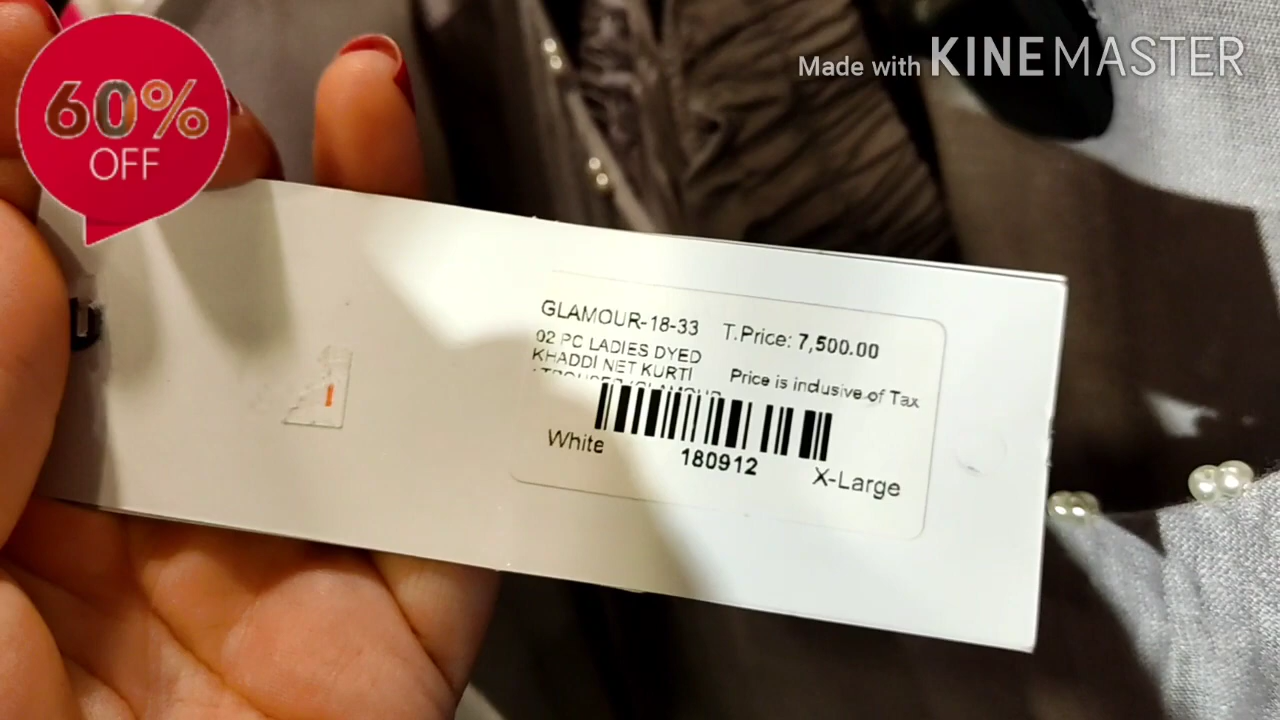 60%
OFF
Made with KINEMASTER
GLAMOUR-18-33 T.Price: 7,500.00
02 PC LADIES DYED
KHADDI NET KURTI
Price is inclusive of Tax
White
180912
X-Large